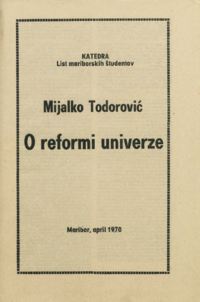 KATEDRA
List mariborskih študentov
Mijalko Todorović
O reformi univerze
Maribor, april 1970